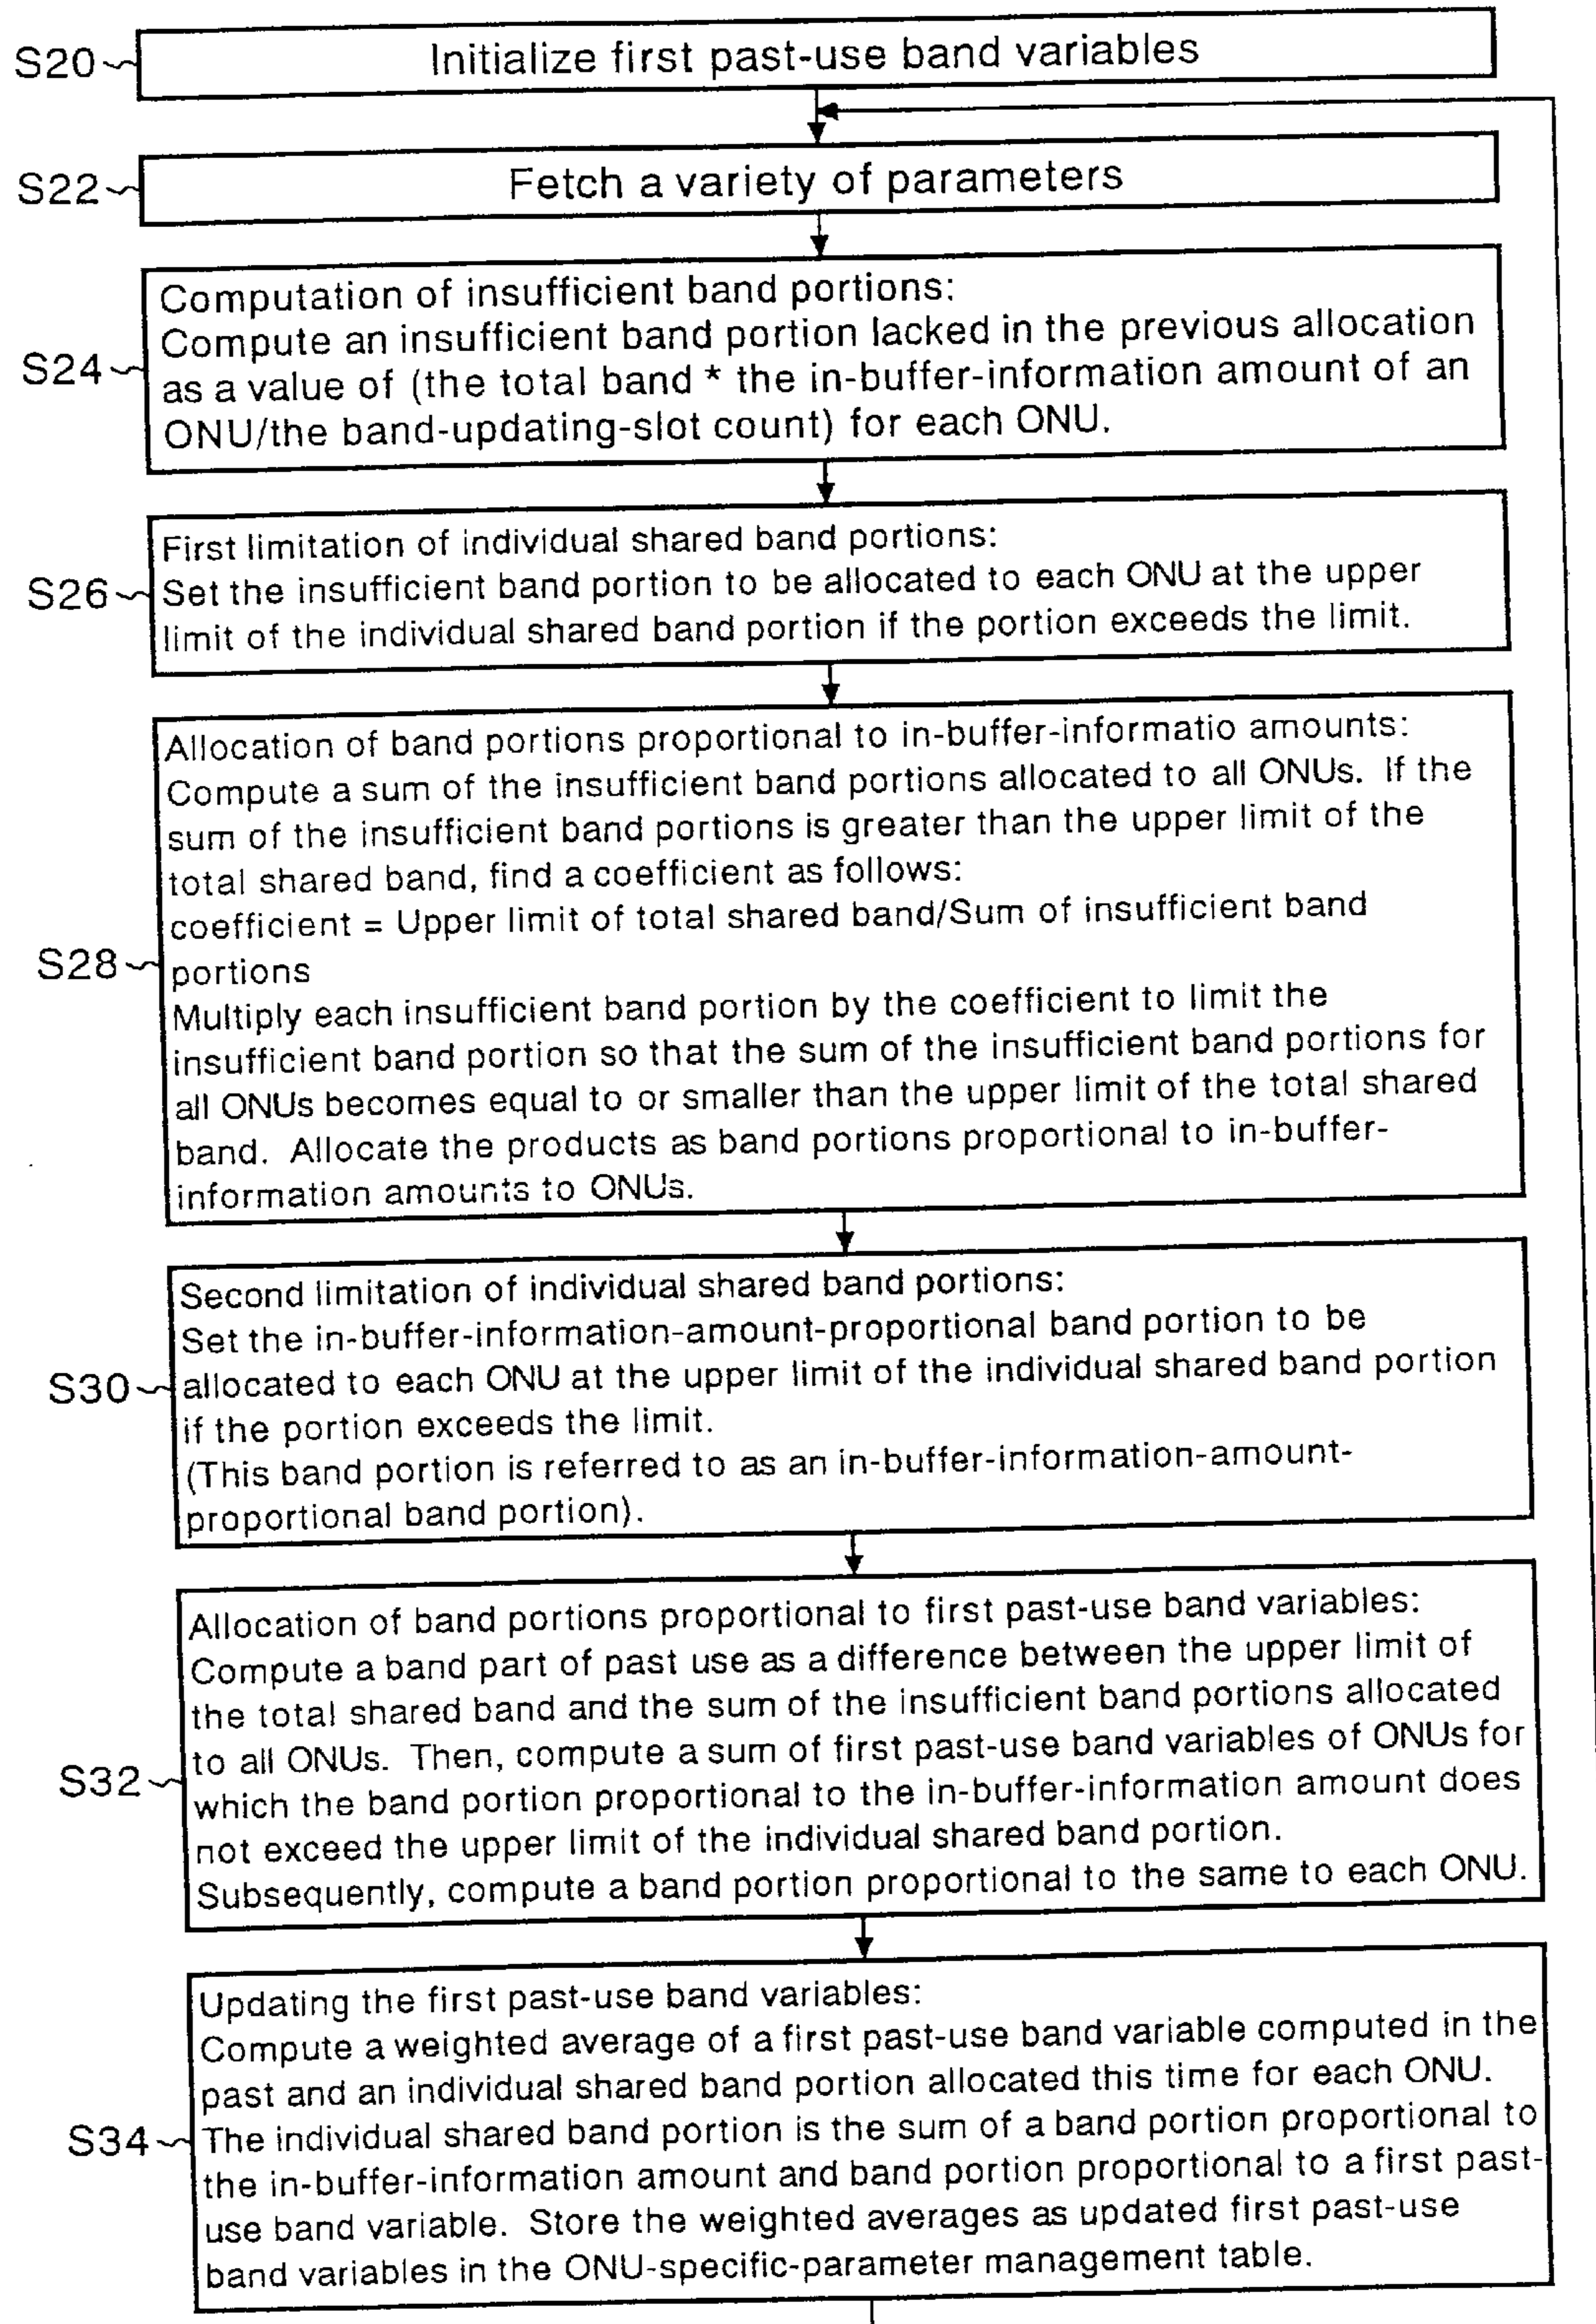 S20
Initialize first past-use band variables
S22
Fetch a variety of parameters
S24
Computation of insufficient band portions:
Compute an insufficient band portion lacked in the previous allocation
as a value of (the total band * the in-buffer-information amount of an
ONU/the band-updating-slot count) for each ONU.
S26
First limitation of individual shared band portions:
Set the insufficient band portion to be allocated to each ONU at the upper
limit of the individual shared band portion if the portion exceeds the limit.
S28
Allocation of band portions proportional to in-buffer-informatio amounts:
Compute a sum of the insufficient band portions allocated to all ONUs. If the
sum of the insufficient band portions is greater than the upper limit of the
total shared band, find a coefficient as follows:
coefficient = Upper limit of total shared band/Sum of insufficient band
portions
Multiply each insufficient band portion by the coefficient to limit the
insufficient band portion so that the sum of the insufficient band portions for
all ONUs becomes equal to or smaller than the upper limit of the total shared
band. Allocate the products as band portions proportional to in-buffer-
information amounts to ONUs.
S30
Second limitation of individual shared band portions:
Set the in-buffer-information-amount-proportional band portion to be
allocated to each ONU at the upper limit of the individual shared band portion
if the portion exceeds the limit.
(This band portion is referred to as an in-buffer-information-amount-
proportional band portion).
S32
Allocation of band portions proportional to first past-use band variables:
Compute a band part of past use as a difference between the upper limit of
the total shared band and the sum of the insufficient band portions allocated
to all ONUs. Then, compute a sum of first past-use band variables of ONUs for
which the band portion proportional to the in-buffer-information amount does
not exceed the upper limit of the individual shared band portion.
Subsequently, compute a band portion proportional to the same to each ONU.
S34
Updating the first past-use band variables:
Compute a weighted average of a first past-use band variable computed in the
past and an individual shared band portion allocated this time for each ONU.
The individual shared band portion is the sum of a band portion proportional to
the in-buffer-information amount and band portion proportional to a first past-
use band variable. Store the weighted averages as updated first past-use
band variables in the ONU-specific-parameter management table.